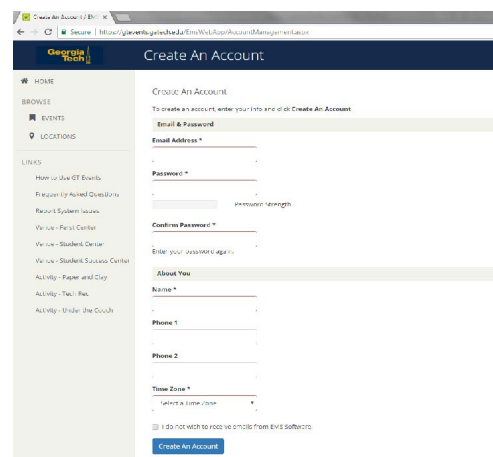 Create An Account / EMS
Secure https://gtevents.gatech.edu/EmsWebApp/AccountManagement.aspx
Georgia Tech
Create An Account
HOME
BROWSE
EVENTS
LOCATIONS
LINKS
How to Use GT Events
Frequently Asked Questions
Report System Issues
Venue - Ferst Center
Venue - Student Center
Venue - Student Success Center
Activity - Paper and Clay
Activity - Tech Rec
Activity - Under the Couch
Create An Account
To create an account, enter your info and click Create An Account
Email & Password
Email Address *
Password *
Password Strength
Confirm Password *
Enter your password again.
About You
Name *
Phone 1
Phone 2
Time Zone *
Select a Time Zone
I do not wish to receive emails from EMS Software.
Create An Account